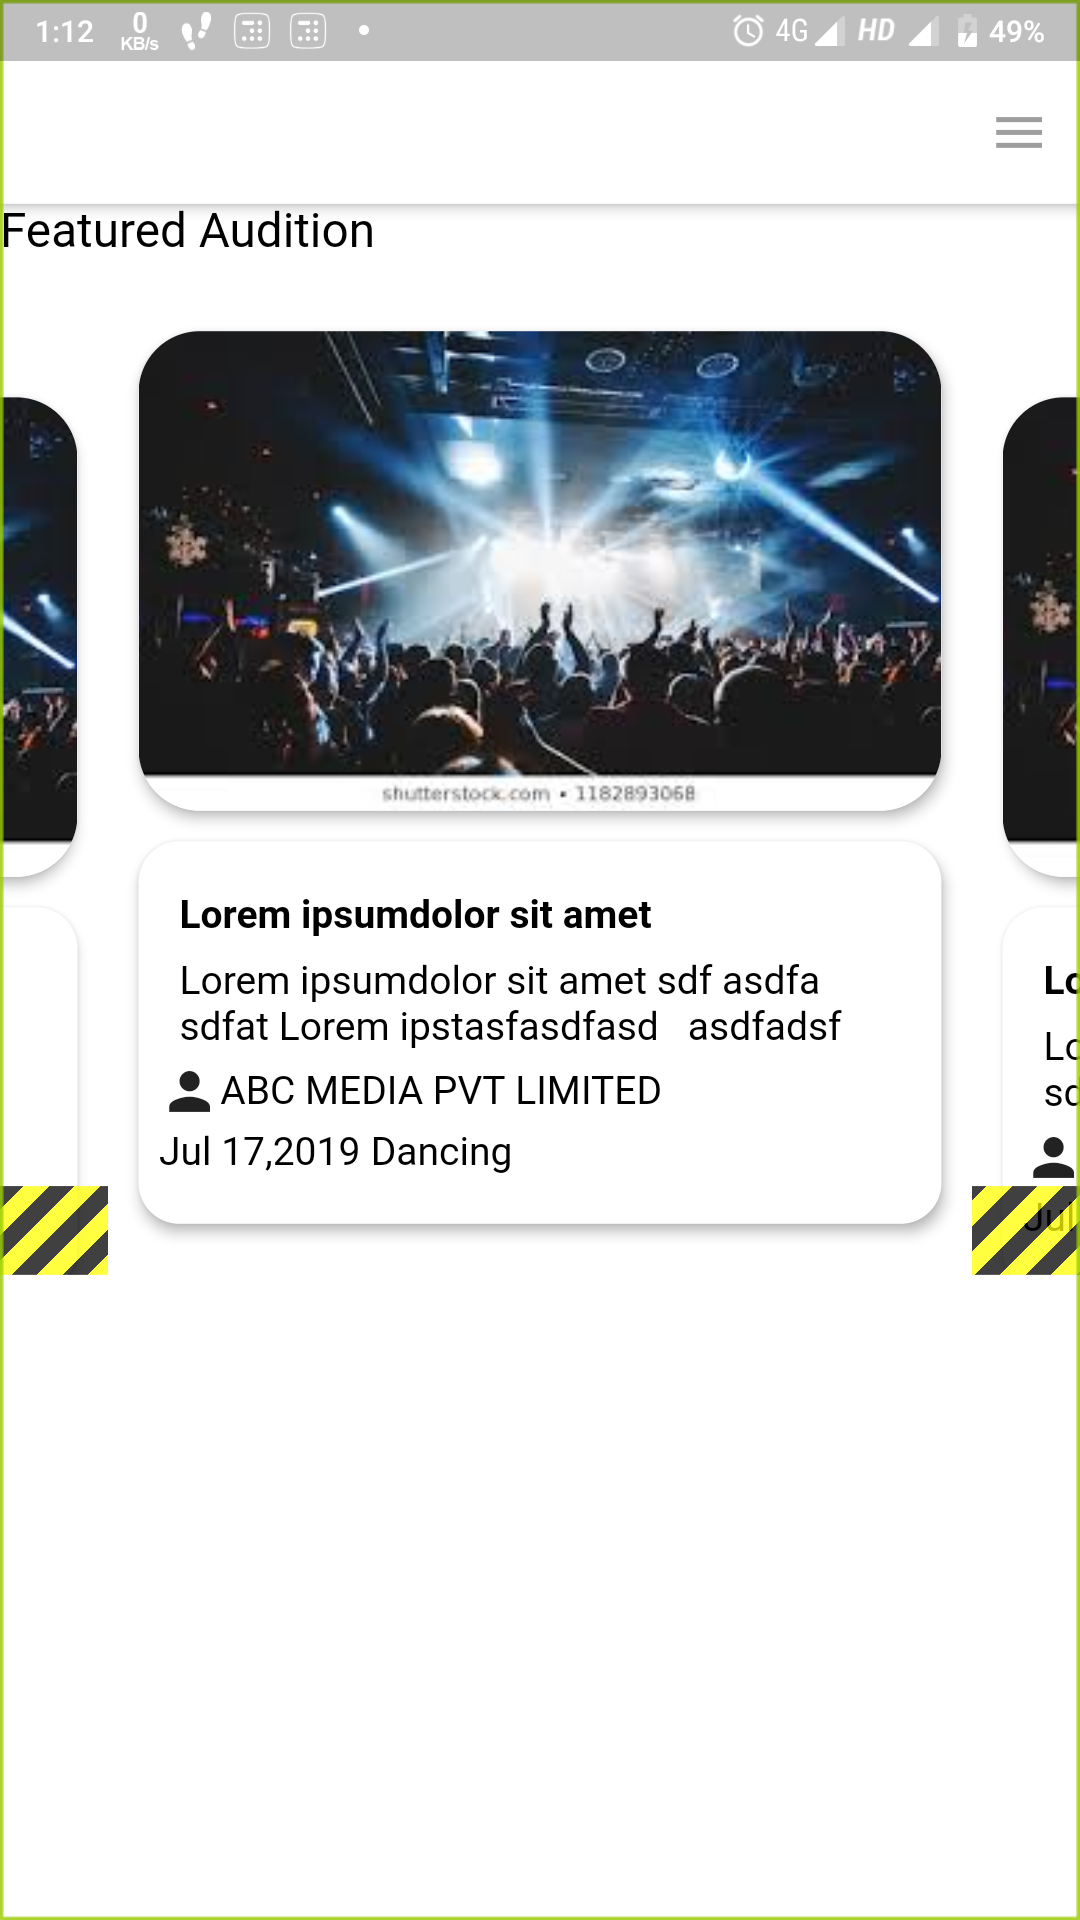 1:12 0 KB/s 4G HD 49%
Featured Audition
shutterstock.com • 1182893068
Lorem ipsumdolor sit amet
Lorem ipsumdolor sit amet sdf asdfa
sdfat Lorem ipstasfasdfasd asdfadsf
ABC MEDIA PVT LIMITED
Jul 17,2019 Dancing
Lo
Lo
sd
Jul